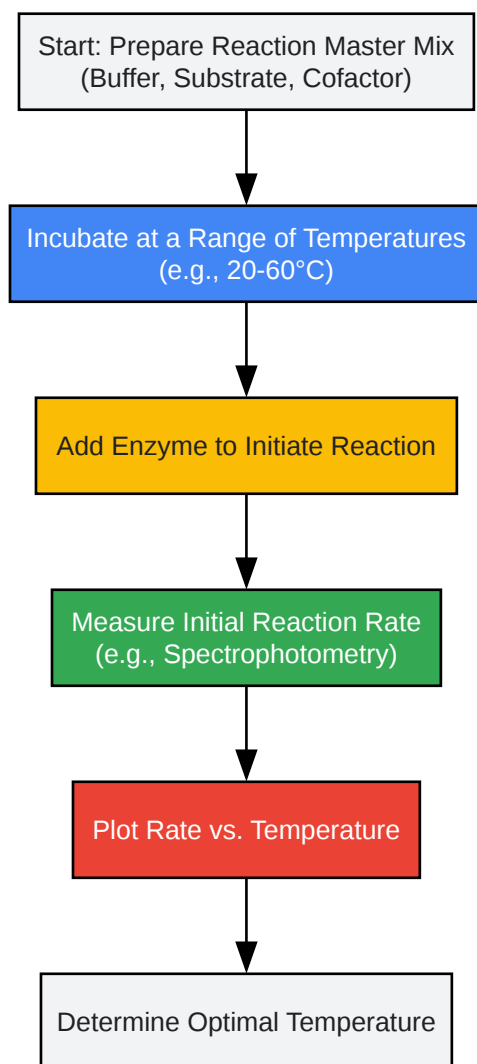 Start: Prepare Reaction Master Mix
(Buffer, Substrate, Cofactor)
Incubate at a Range of Temperatures
(e.g., 20-60°C)
Add Enzyme to Initiate Reaction
Measure Initial Reaction Rate
(e.g., Spectrophotometry)
Plot Rate vs. Temperature
Determine Optimal Temperature